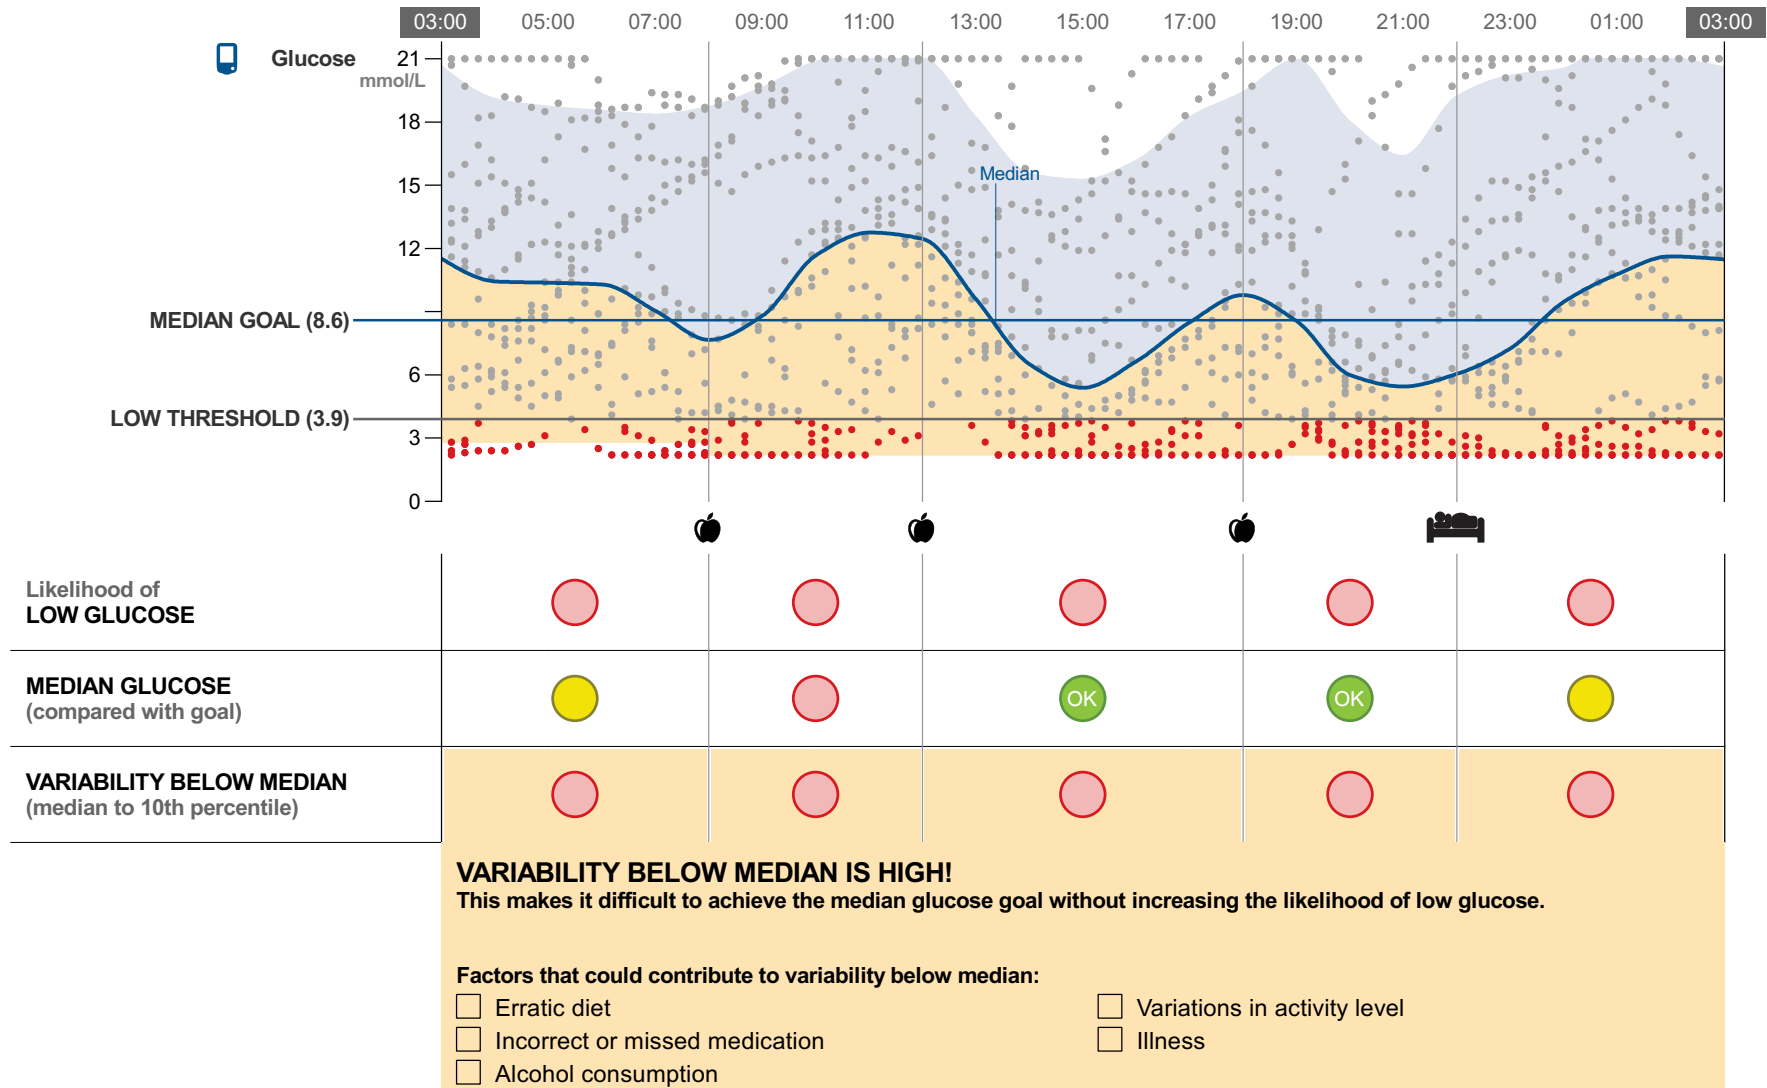 03:00 05:00 07:00 09:00 11:00 13:00 15:00 17:00 19:00 21:00 23:00 01:00 03:00
Glucose
mmol/L
21
18
15
Median
12
MEDIAN GOAL (8.6)
6
LOW THRESHOLD (3.9)
3
0
Likelihood of
LOW GLUCOSE
MEDIAN GLUCOSE
(compared with goal)
OK OK
VARIABILITY BELOW MEDIAN
(median to 10th percentile)
VARIABILITY BELOW MEDIAN IS HIGH!
This makes it difficult to achieve the median glucose goal without increasing the likelihood of low glucose.
Factors that could contribute to variability below median:
Erratic diet
Variations in activity level
Incorrect or missed medication
Illness
Alcohol consumption